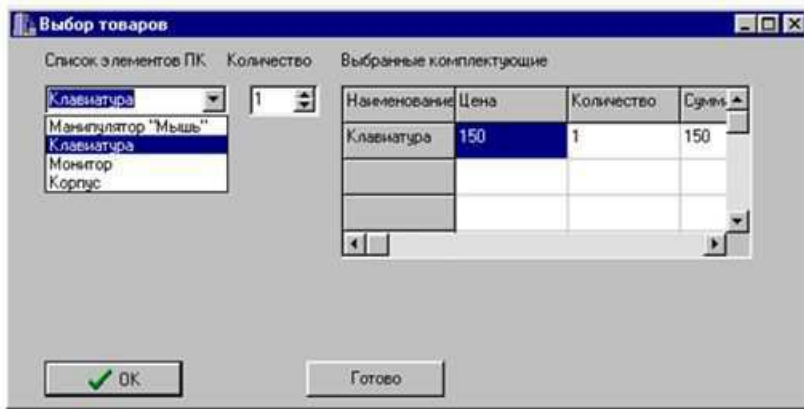 Выбор товаров
Список элементов ПК Количество Выбранные комплектующие
Клавиатура 1
Манипулятор "Мышь"
Клавиатура
Монитор
Корпус
Наименование Цена Количество Сумм
Клавиатура 150 1 150
OK Готово